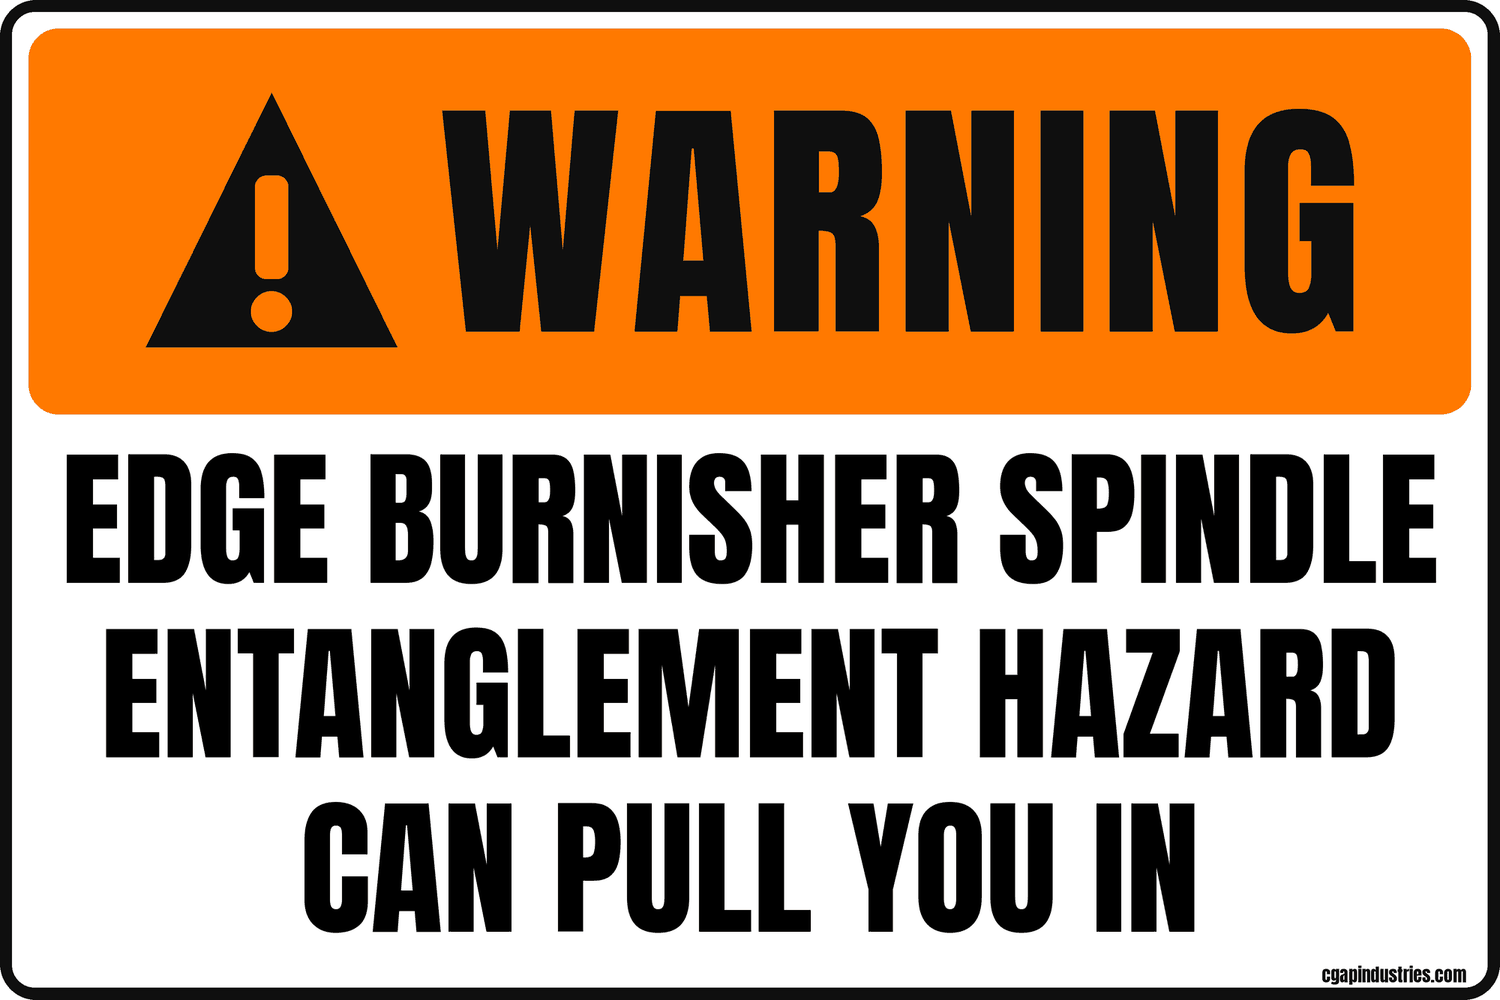 WARNING
EDGE BURNISHER SPINDLE
ENTANGLEMENT HAZARD
CAN PULL YOU IN
cgapindustries.com